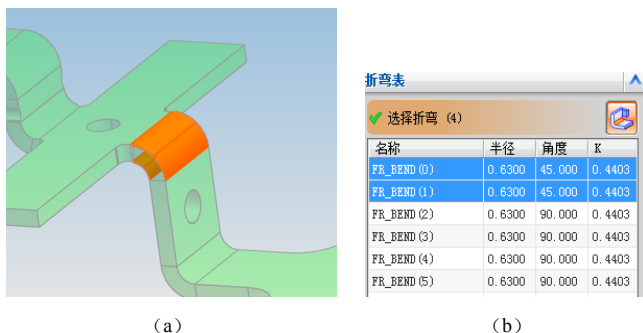 折弯表
选择折弯 (4)
名称 半径 角度 K
FR_BEND(0) 0.6300 45.000 0.4403
FR_BEND(1) 0.6300 45.000 0.4403
FR_BEND(2) 0.6300 90.000 0.4403
FR_BEND(3) 0.6300 90.000 0.4403
FR_BEND(4) 0.6300 90.000 0.4403
FR_BEND(5) 0.6300 90.000 0.4403
(a) (b)